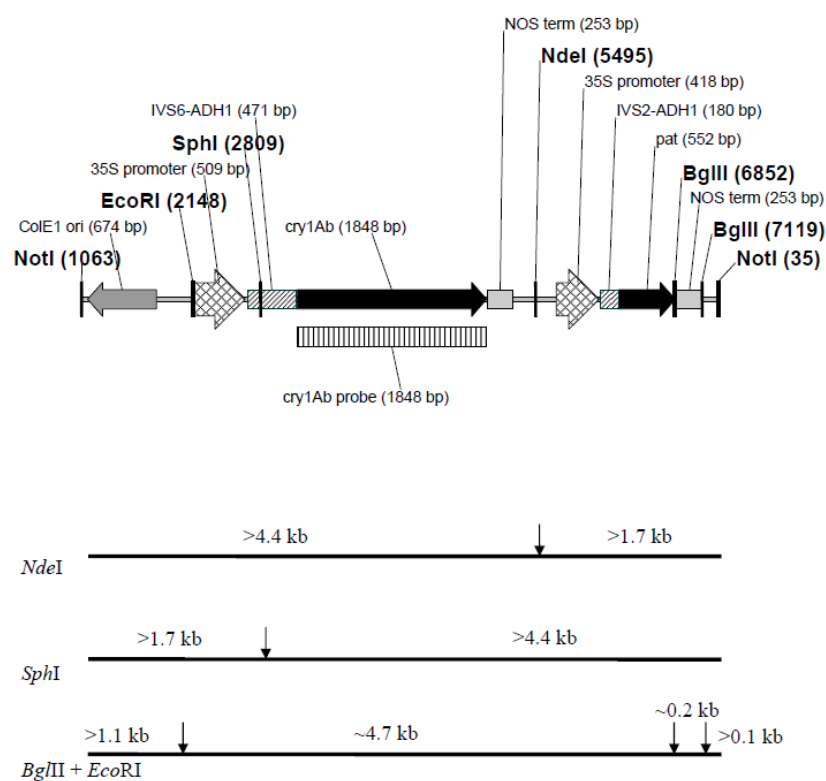 NOS term (253 bp)
NdeI (5495)
35S promoter (418 bp)
IVS6-ADH1 (471 bp)
IVS2-ADH1 (180 bp)
SphI (2809)
pat (552 bp)
35S promoter (509 bp)
BglII (6852)
EcoRI (2148)
NOS term (253 bp)
ColE1 ori (674 bp)
cry1Ab (1848 bp)
BglII (7119)
NotI (1063)
NotI (35)
cry1Ab probe (1848 bp)
>4.4 kb
>1.7 kb
NdeI
>1.7 kb
>4.4 kb
SphI
~0.2 kb
>1.1 kb
~4.7 kb
>0.1 kb
BglII + EcoRI